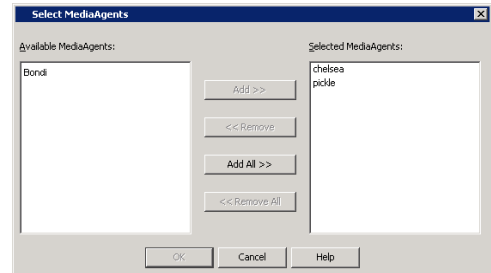 Select MediaAgents
Available MediaAgents:
Selected MediaAgents:
Bondi
chelsea
pickle
Add >>
<< Remove
Add All >>
<< Remove All
OK
Cancel
Help